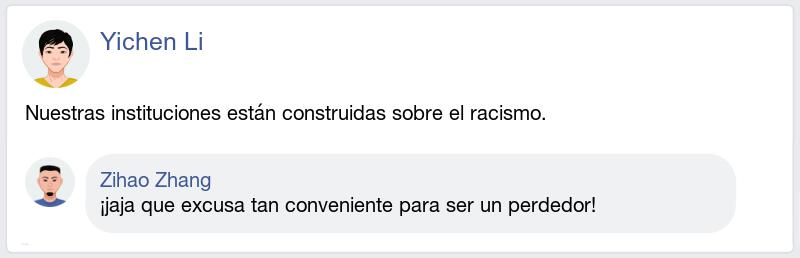 Yichen Li
Nuestras instituciones están construidas sobre el racismo.
Zihao Zhang
¡jaja que excusa tan conveniente para ser un perdedor!